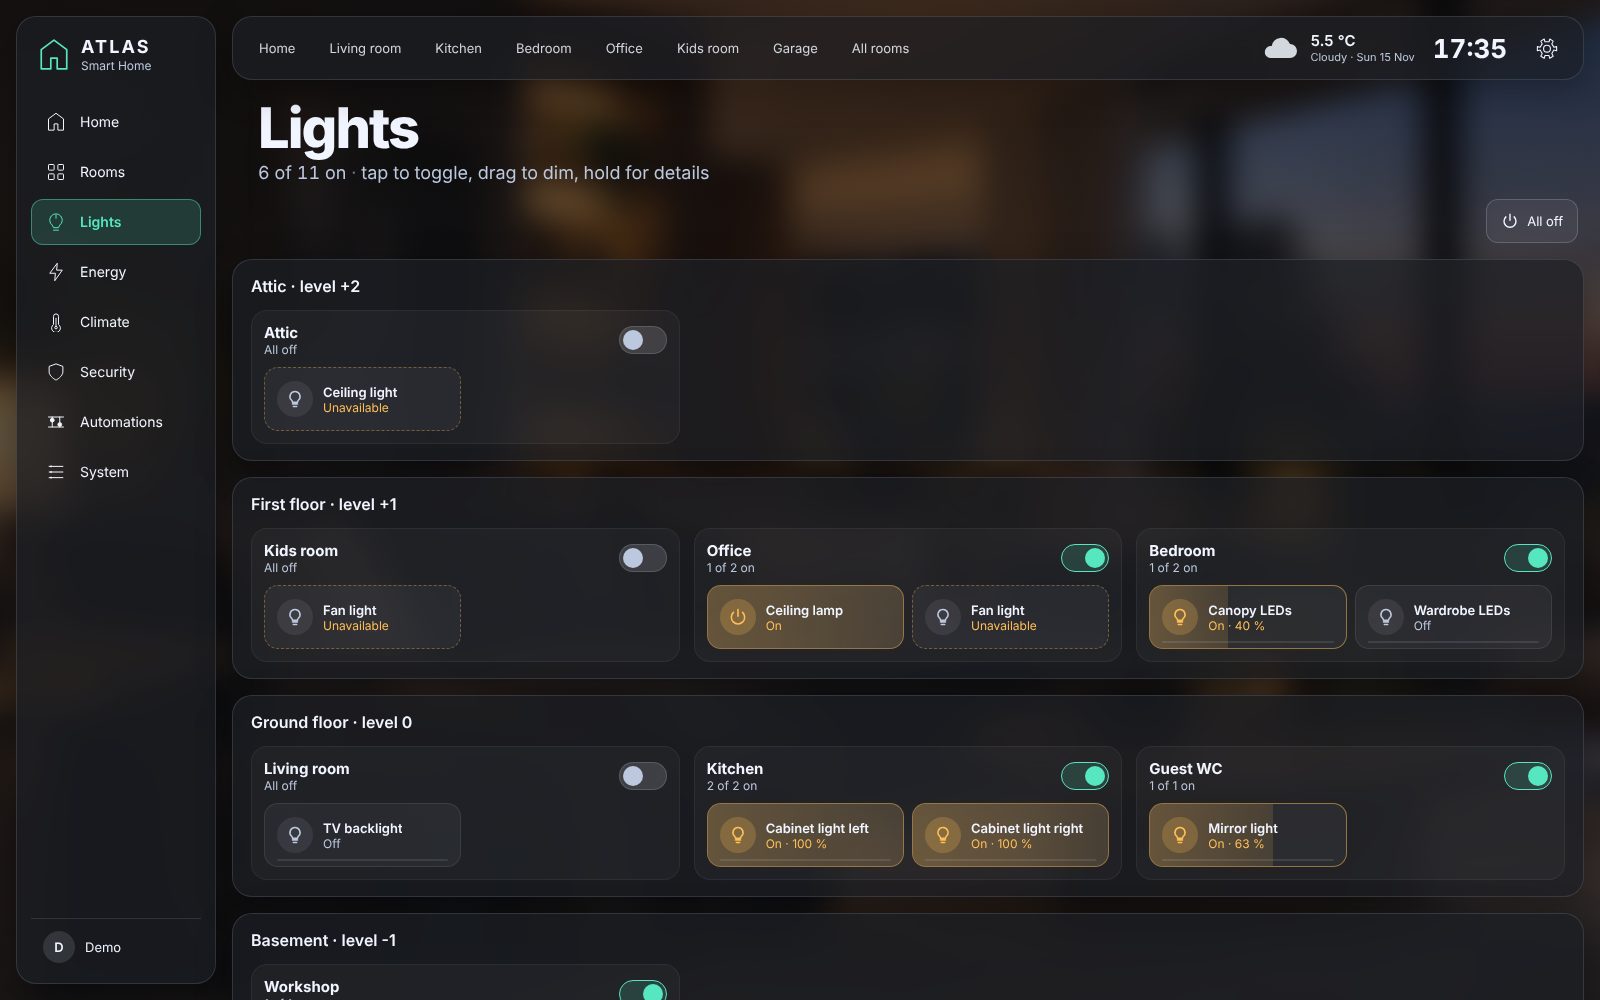 ATLAS
Smart Home
Home
Rooms
Lights
Energy
Climate
Security
Automations
System
D
Demo
Home
Living room
Kitchen
Bedroom
Office
Kids room
Garage
All rooms
5.5 °C
Cloudy · Sun 15 Nov
17:35
Lights
6 of 11 on · tap to toggle, drag to dim, hold for details
All off
Attic · level +2
Attic
All off
Ceiling light
Unavailable
First floor · level +1
Kids room
All off
Fan light
Unavailable
Office
1 of 2 on
Ceiling lamp
On
Fan light
Unavailable
Bedroom
1 of 2 on
Canopy LEDs
On · 40 %
Wardrobe LEDs
Off
Ground floor · level 0
Living room
All off
TV backlight
Off
Kitchen
2 of 2 on
Cabinet light left
On · 100 %
Cabinet light right
On · 100 %
Guest WC
1 of 1 on
Mirror light
On · 63 %
Basement · level -1
Workshop